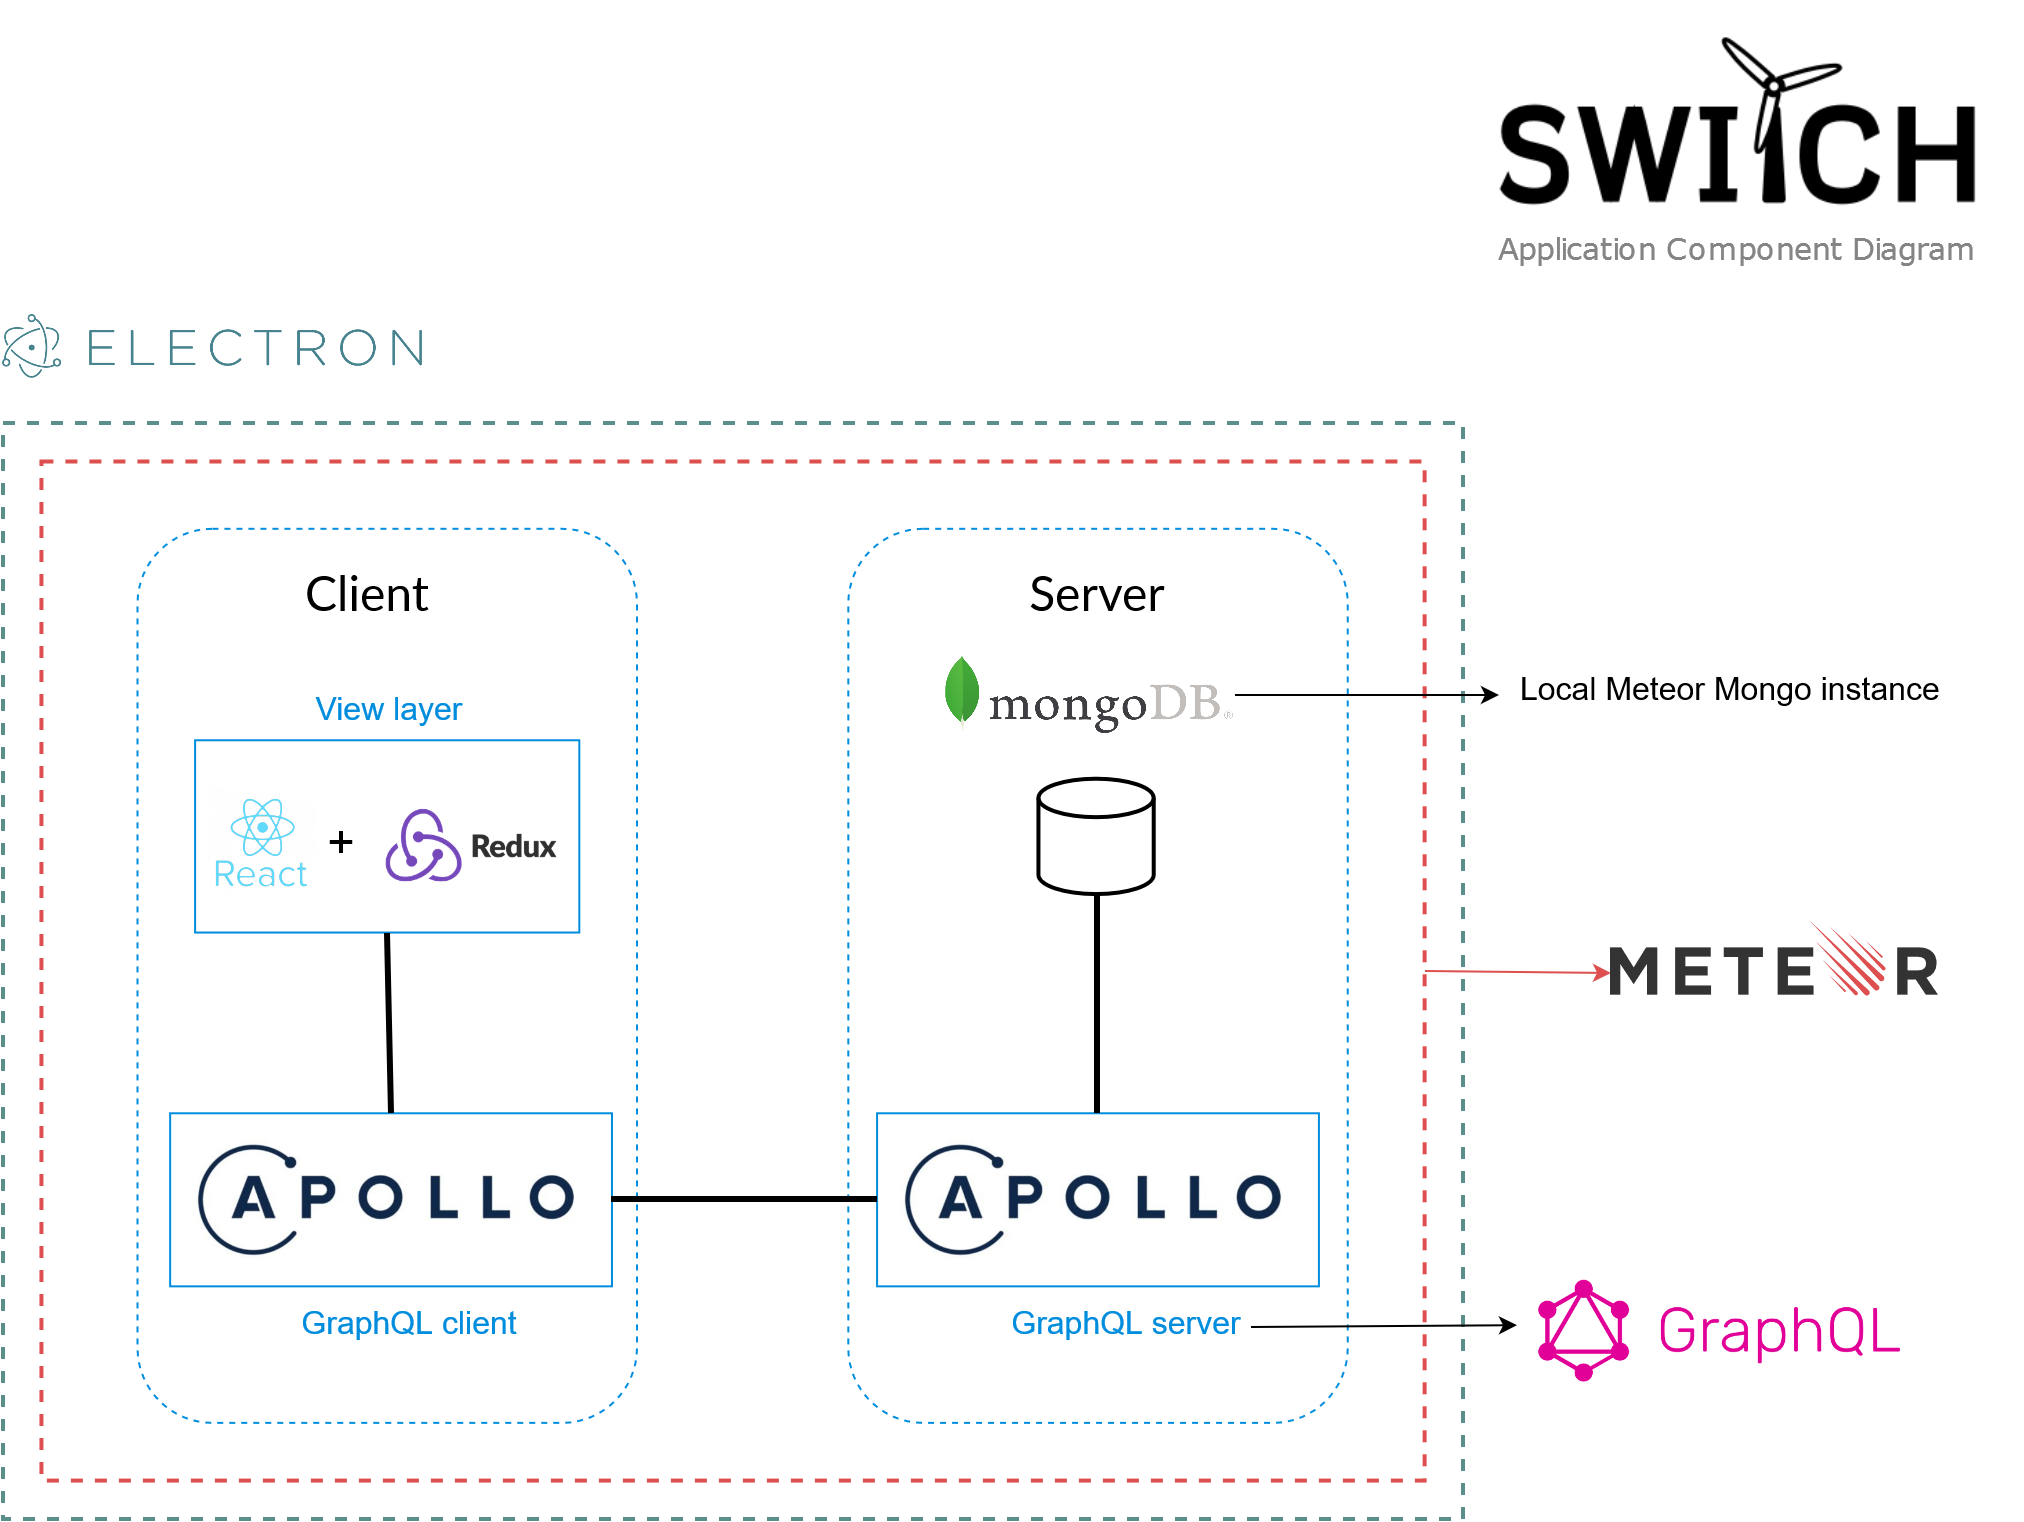 SWITCH
Application Component Diagram
ELECTRON
Client
Server
View layer
mongoDB®
Local Meteor Mongo instance
React
+
Redux
METEOR
APOLLO
APOLLO
GraphQL client
GraphQL server
GraphQL